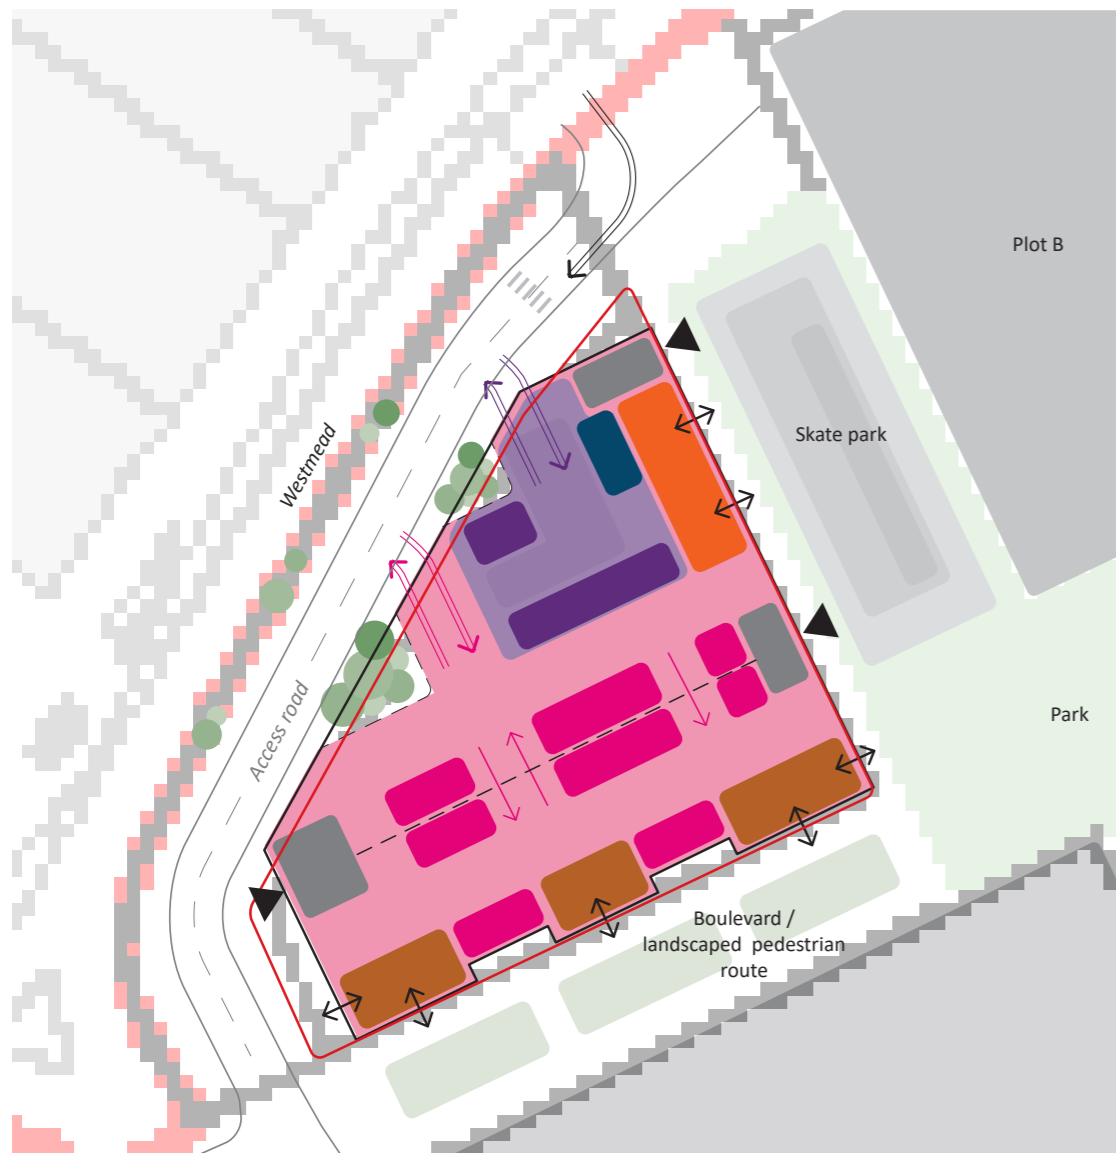 Plot B
Skate park
Westmead
Park
Access road
Boulevard /
landscaped pedestrian
route